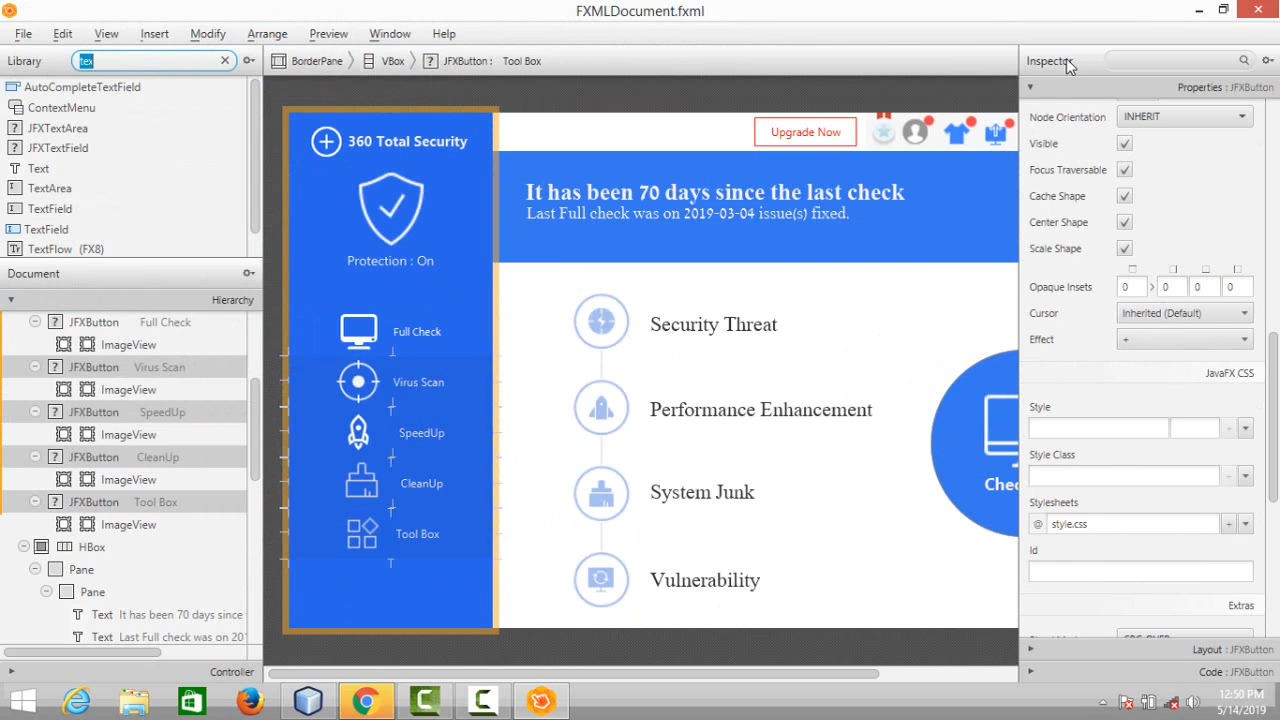 FXMLDocument.fxml
File Edit View Insert Modify Arrange Preview Window Help
Library tex
BorderPane VBox JFXButton : Tool Box
Inspector
AutoCompleteTextField
ContextMenu
JFXTextArea
JFXTextField
Text
TextArea
TextField
TextField
TextFlow (FX8)
Document
Hierarchy
JFXButton Full Check
ImageView
JFXButton Virus Scan
ImageView
JFXButton SpeedUp
ImageView
JFXButton CleanUp
ImageView
JFXButton Tool Box
ImageView
HBox
Pane
Pane
Text It has been 70 days since
Text Last Full check was on 20
Controller
360 Total Security
Protection : On
Full Check
Virus Scan
SpeedUp
CleanUp
Tool Box
Upgrade Now
It has been 70 days since the last check
Last Full check was on 2019-03-04 issue(s) fixed.
Security Threat
Performance Enhancement
System Junk
Vulnerability
Chec
Properties : JFXButton
Node Orientation INHERIT
Visible
Focus Traversable
Cache Shape
Center Shape
Scale Shape
Opaque Insets 0 > 0 0 0
Cursor Inherited (Default)
Effect +
JavaFX CSS
Style
Style Class
Stylesheets
@ style.css
Id
Extras
Layout : JFXButton
Code : JFXButton
12:50 PM
5/14/2019